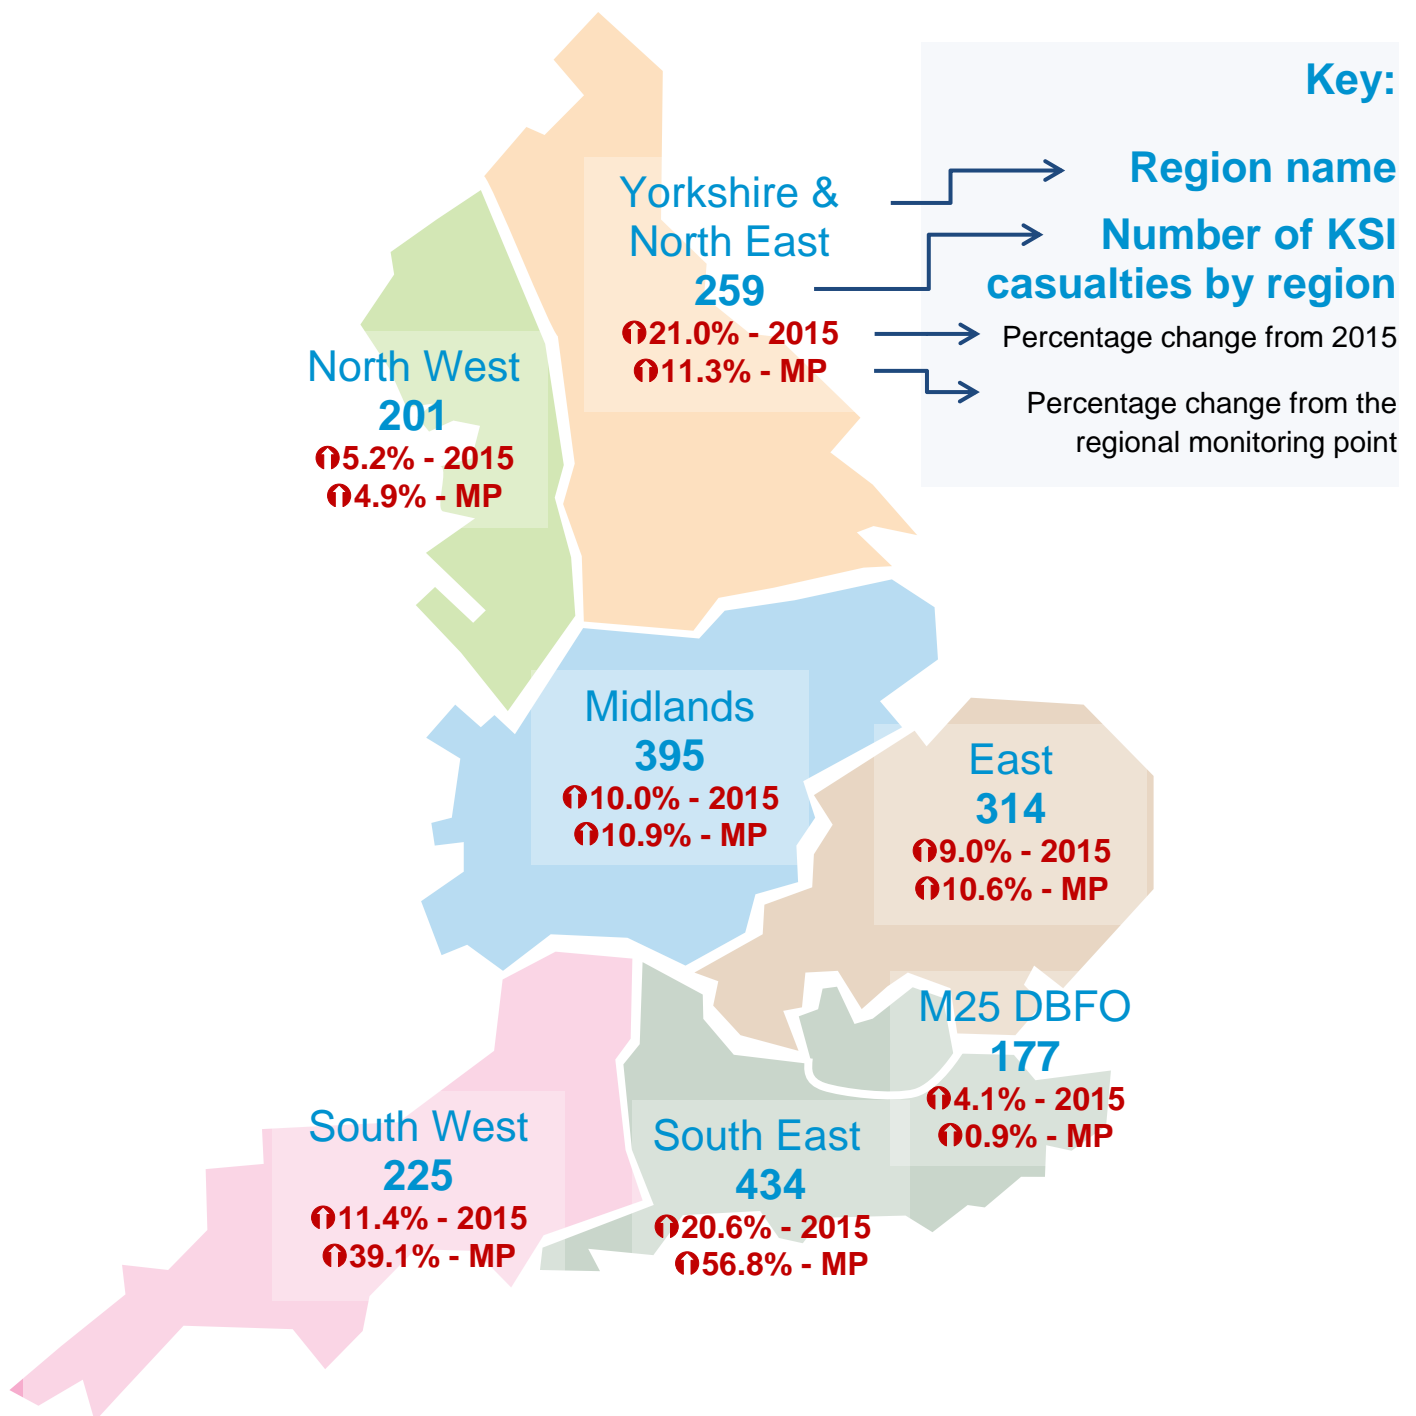 Key:
Region name
Number of KSI
casualties by region
Percentage change from 2015
Percentage change from the
regional monitoring point
Yorkshire &
North East
259
⬆21.0% - 2015
⬆11.3% - MP
North West
201
⬆5.2% - 2015
⬆4.9% - MP
Midlands
395
⬆10.0% - 2015
⬆10.9% - MP
East
314
⬆9.0% - 2015
⬆10.6% - MP
M25 DBFO
177
⬆4.1% - 2015
⬆0.9% - MP
South West
225
⬆11.4% - 2015
⬆39.1% - MP
South East
434
⬆20.6% - 2015
⬆56.8% - MP